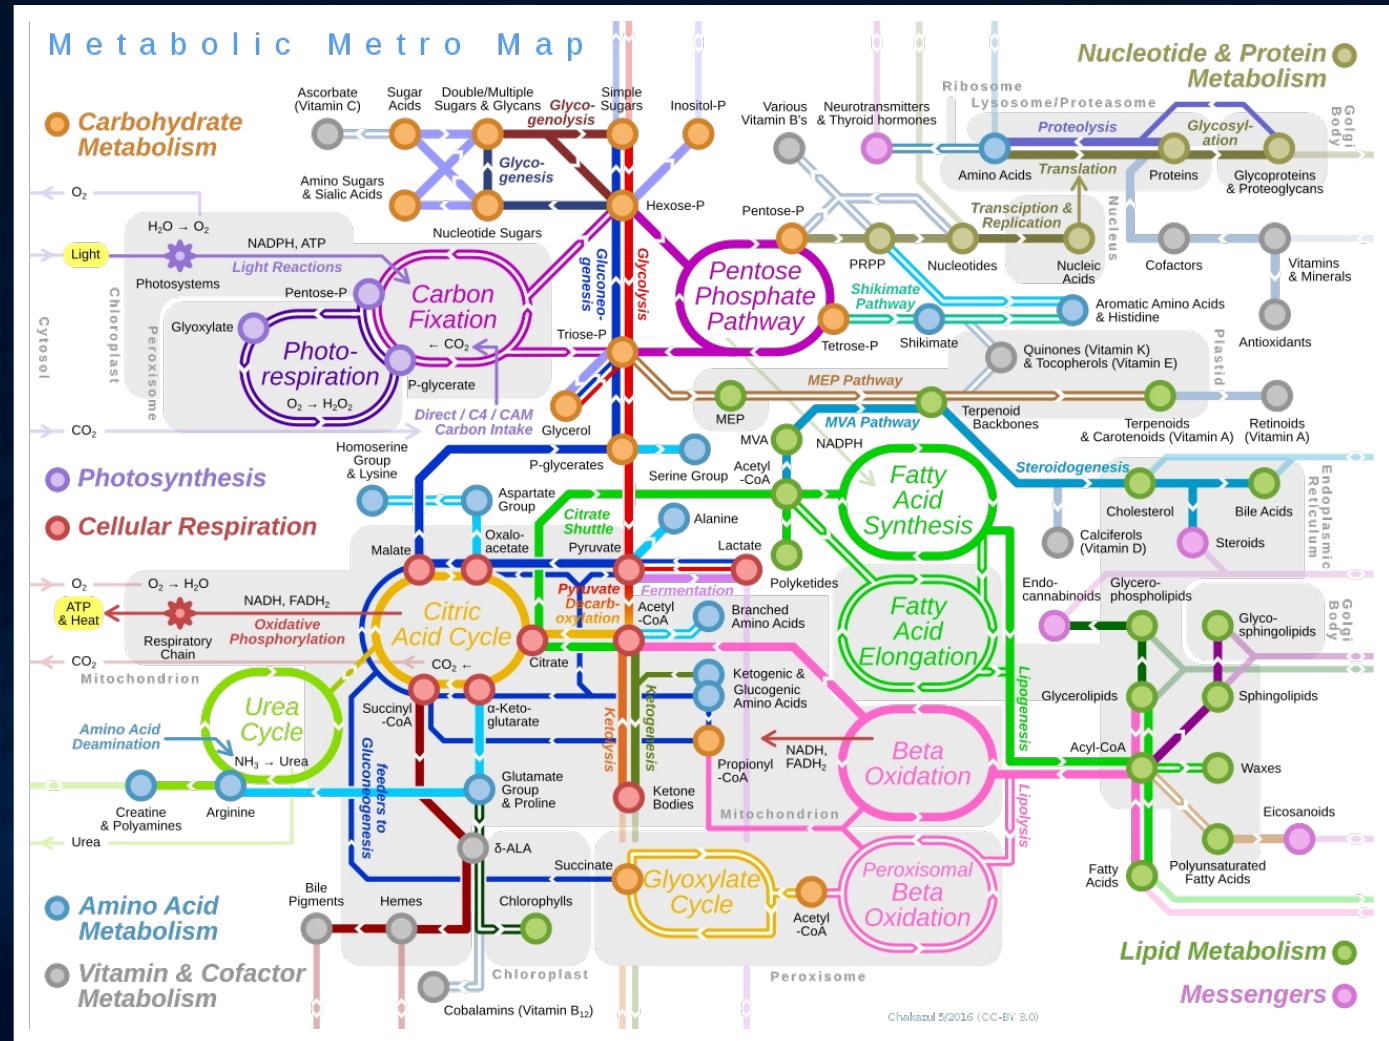 Metabolic Metro Map
Nucleotide & Protein
Metabolism
Carbohydrate
Metabolism
Ascorbate
(Vitamin C)
Sugar
Acids
Double/Multiple
Sugars & Glycans
Glyco-
genolysis
Simple
Sugars
Inositol-P
Various
Vitamin B's
Neurotransmitters
& Thyroid hormones
Ribosome
Lysosome/Proteasome
Proteolysis
Glycosyl-
ation
Golgi
Body
Amino Acids
Translation
Proteins
Glycoproteins
& Proteoglycans
Amino Sugars
& Sialic Acids
Glyco-
genesis
Nucleotide Sugars
Hexose-P
Pentose-P
Transciption &
Replication
Nucleus
PRPP
Nucleotides
Nucleic
Acids
Cofactors
Vitamins
& Minerals
O₂
H₂O → O₂
Light
NADPH, ATP
Light Reactions
Photosystems
Chloroplast
Cytosol
Peroxisome
Pentose-P
Glyoxylate
Carbon
Fixation
← CO₂
Gluconeo-
genesis
Glycolysis
Triose-P
Pentose
Phosphate
Pathway
Shikimate
Pathway
Tetrose-P
Shikimate
Aromatic Amino Acids
& Histidine
Antioxidants
Photo-
respiration
O₂ → H₂O₂
P-glycerate
Direct / C4 / CAM
Carbon Intake
CO₂
Glycerol
Quinones (Vitamin K)
& Tocopherols (Vitamin E)
Plastid
MEP Pathway
MEP
MVA Pathway
Terpenoid
Backbones
Terpenoids
& Carotenoids (Vitamin A)
Retinoids
(Vitamin A)
Photosynthesis
Cellular Respiration
Homoserine
Group
& Lysine
P-glycerates
Serine Group
MVA
NADPH
Acetyl
-CoA
Fatty
Acid
Synthesis
Steroidogenesis
Cholesterol
Bile Acids
Endoplasmic
Reticulum
Aspartate
Group
Citrate
Shuttle
Alanine
Calciferols
(Vitamin D)
Steroids
Malate
Oxalo-
acetate
Pyruvate
Lactate
Polyketides
Fermentation
Pyruvate
Decarb-
oxylation
O₂
O₂ → H₂O
ATP
& Heat
NADH, FADH₂
Oxidative
Phosphorylation
Respiratory
Chain
CO₂
Mitochondrion
Citric
Acid Cycle
CO₂ ←
Citrate
Acetyl
-CoA
Branched
Amino Acids
Fatty
Acid
Elongation
Endo-
cannabinoids
Glycero-
phospholipids
Glyco-
sphingolipids
Golgi
Body
Urea
Cycle
NH₃ → Urea
Amino Acid
Deamination
Succinyl
-CoA
α-Keto-
glutarate
Ketolysis
Ketogenesis
Ketogenic &
Glucogenic
Amino Acids
Propionyl
-CoA
NADH,
FADH₂
Beta
Oxidation
Lipogenesis
Glycerolipids
Sphingolipids
Acyl-CoA
Waxes
Creatine
& Polyamines
Arginine
feeders to
Gluconeogenesis
Glutamate
Group
& Proline
Ketone
Bodies
Mitochondrion
Lipolysis
Eicosanoids
Urea
δ-ALA
Succinate
Glyoxylate
Cycle
Acetyl
-CoA
Peroxisomal
Beta
Oxidation
Fatty
Acids
Polyunsaturated
Fatty Acids
Amino Acid
Metabolism
Bile
Pigments
Hemes
Chlorophylls
Chloroplast
Peroxisome
Vitamin & Cofactor
Metabolism
Cobalamins (Vitamin B₁₂)
Lipid Metabolism
Messengers
Chakazul 5/2016 (CC-BY 3.0)